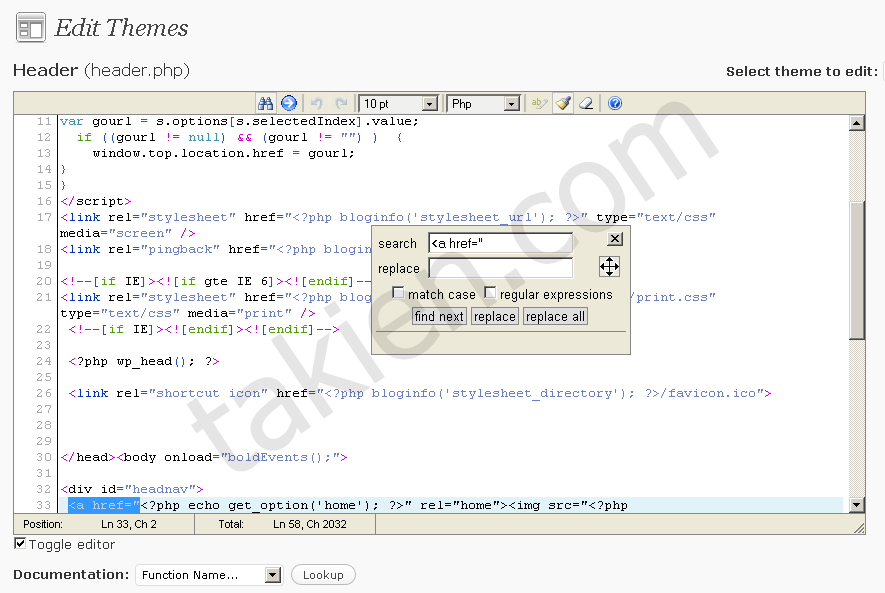 Edit Themes
Header (header.php)
Select theme to edit:
10 pt
Php
11 var gourl = s.options[s.selectedIndex].value;
12 if ((gourl != null) && (gourl != "") ) {
13 window.top.location.href = gourl;
14 }
15 }
16 </script>
17 <link rel="stylesheet" href="<?php bloginfo('stylesheet_url'); ?>" type="text/css"
media="screen" />
18 <link rel="pingback" href="<?php blogin
19
20 <!--[if IE]><![if gte IE 6]><![endif]--
21 <link rel="stylesheet" href="<?php blog /print.css"
type="text/css" media="print" />
22 <!--[if IE]><![endif]><![endif]-->
23
24 <?php wp_head(); ?>
25
26 <link rel="shortcut icon" href="<?php bloginfo('stylesheet_directory'); ?>/favicon.ico">
27
28
29
30 </head><body onload="boldEvents();">
31
32 <div id="headnav">
33 <a href="<?php echo get_option('home'); ?>" rel="home"><img src="<?php
search <a href="
replace
match case regular expressions
find next replace replace all
takien.com
Position: Ln 33, Ch 2 Total: Ln 58, Ch 2032
Toggle editor
Documentation: Function Name... Lookup